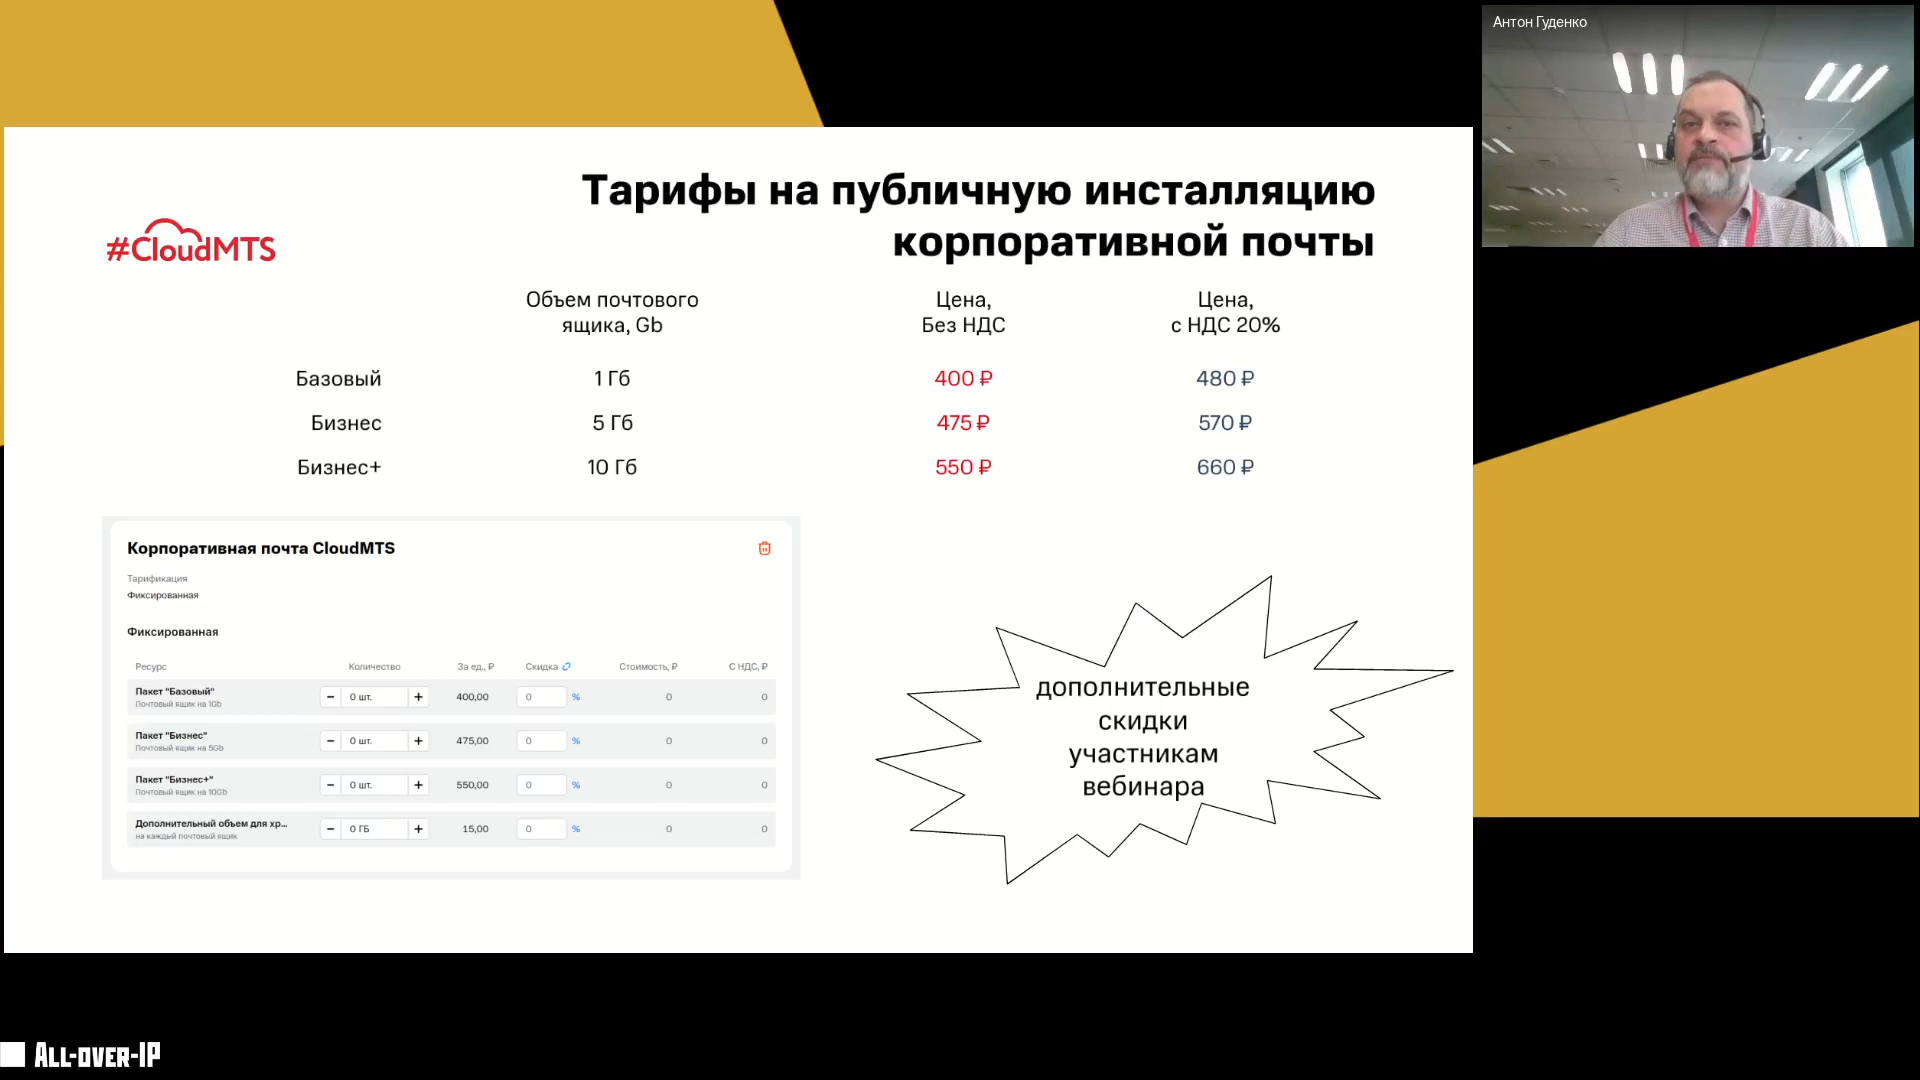 Антон Гуденко
Тарифы на публичную инсталляцию
корпоративной почты
#CloudMTS
Объем почтового
ящика, Gb
Цена,
Без НДС
Цена,
с НДС 20%
Базовый 1 Гб 400 ₽ 480 ₽
Бизнес 5 Гб 475 ₽ 570 ₽
Бизнес+ 10 Гб 550 ₽ 660 ₽
Корпоративная почта CloudMTS
Тарификация
Фиксированная
Фиксированная
Ресурс Количество За ед., ₽ Скидка Стоимость, ₽ С НДС, ₽
Пакет "Базовый" − 0 шт. + 400,00 0 % 0 0
Почтовый ящик на 1Gb
Пакет "Бизнес" − 0 шт. + 475,00 0 % 0 0
Почтовый ящик на 5Gb
Пакет "Бизнес+" − 0 шт. + 550,00 0 % 0 0
Почтовый ящик на 10Gb
Дополнительный объем для хр... − 0 ГБ + 15,00 0 % 0 0
на каждый почтовый ящик
дополнительные
скидки
участникам
вебинара
ALL-OVER-IP